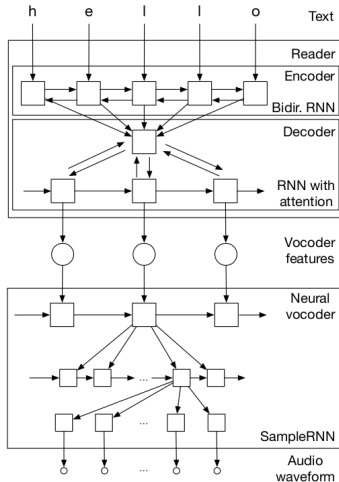 h e l l o Text
Reader
Encoder
Bidir. RNN
Decoder
RNN with
attention
Vocoder
features
Neural
vocoder
...
...
SampleRNN
Audio
...
waveform